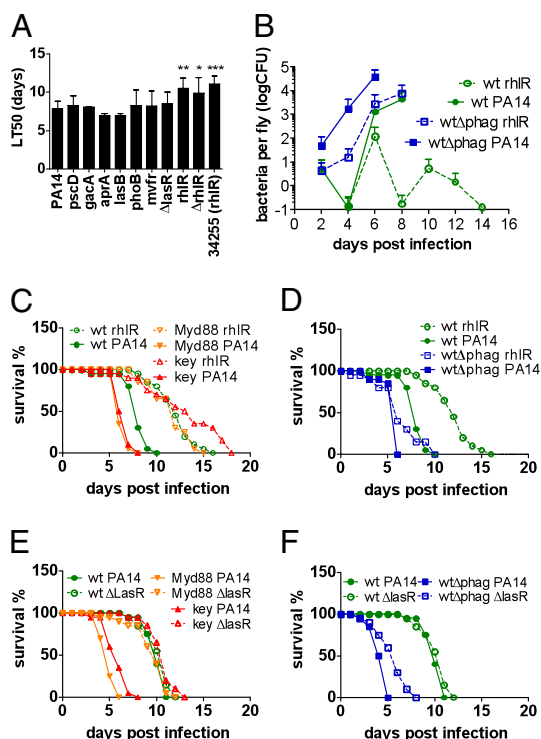 A
LT50 (days)
15
10
5
0
** * ***
PA14
pscD
gacA
aprA
lasB
phoB
mvfr
ΔlasR
rhlR
ΔrhlR
34255 (rhlR)
B
bacteria per fly (logCFU)
5
4
3
2
1
0
-1
0 2 4 6 8 10 12 14 16
days post infection
wt rhlR
wt PA14
wtΔphag rhlR
wtΔphag PA14
C
wt rhlR
wt PA14
Myd88 rhlR
Myd88 PA14
key rhlR
key PA14
survival %
150
100
50
0
0 5 10 15 20
days post infection
D
wt rhlR
wt PA14
wtΔphag rhlR
wtΔphag PA14
survival %
150
100
50
0
0 5 10 15 20
days post infection
E
wt PA14
wt ΔLasR
Myd88 PA14
Myd88 ΔlasR
key PA14
key ΔlasR
survival %
150
100
50
0
0 5 10 15 20
days post infection
F
wt PA14
wt ΔlasR
wtΔphag PA14
wtΔphag ΔlasR
survival %
150
100
50
0
0 5 10 15 20
days post infection